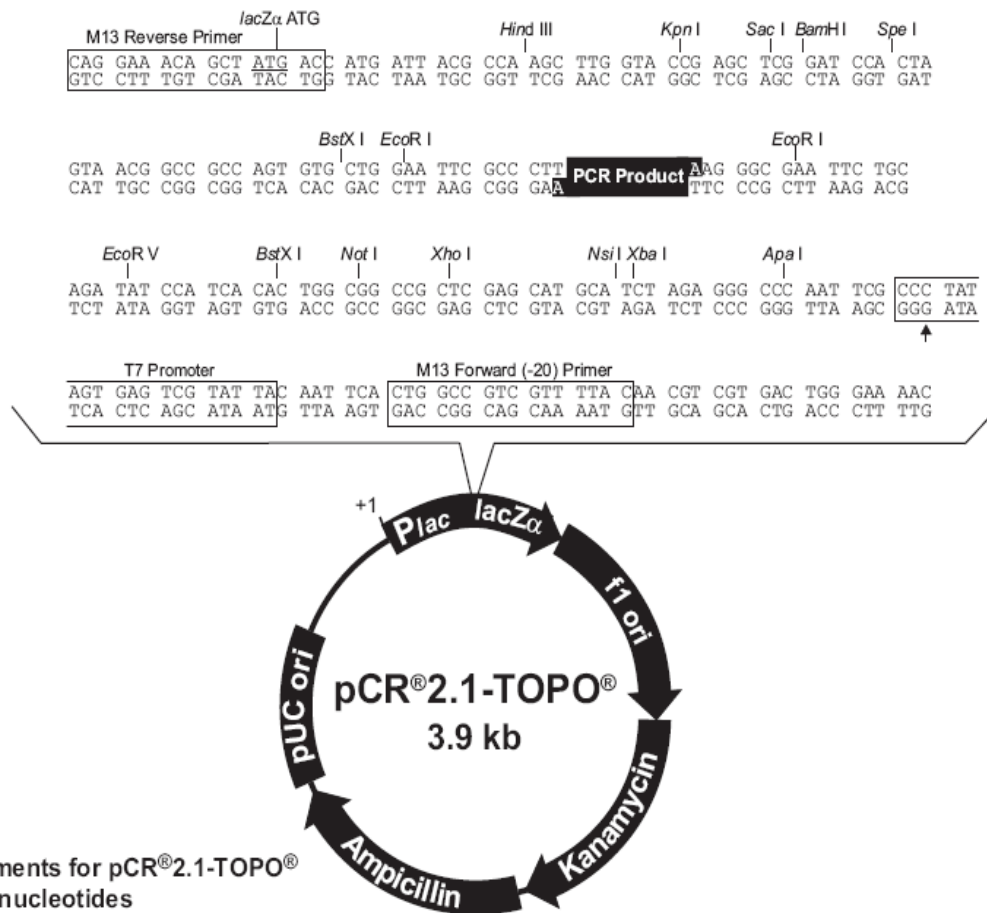 lacZα ATG
M13 Reverse Primer
Hind III Kpn I Sac I BamH I Spe I
CAG GAA ACA GCT ATG ACC ATG ATT ACG CCA AGC TTG GTA CCG AGC TCG GAT CCA CTA
GTC CTT TGT CGA TAC TGG TAC TAA TGC GGT TCG AAC CAT GGC TCG AGC CTA GGT GAT
BstX I EcoR I EcoR I
GTA ACG GCC GCC AGT GTG CTG GAA TTC GCC CTT PCR Product AAG GGC GAA TTC TGC
CAT TGC CGG CGG TCA CAC GAC CTT AAG CGG GAA TTC CCG CTT AAG ACG
EcoR V BstX I Not I Xho I Nsi I Xba I Apa I
AGA TAT CCA TCA CAC TGG CGG CCG CTC GAG CAT GCA TCT AGA GGG CCC AAT TCG CCC TAT
TCT ATA GGT AGT GTG ACC GCC GGC GAG CTC GTA CGT AGA TCT CCC GGG TTA AGC GGG ATA
T7 Promoter M13 Forward (-20) Primer
AGT GAG TCG TAT TAC AAT TCA CTG GCC GTC GTT TTA CAA CGT CGT GAC TGG GAA AAC
TCA CTC AGC ATA ATG TTA AGT GAC CGG CAG CAA AAT GTT GCA GCA CTG ACC CTT TTG
+1
Plac lacZα
f1 ori
Kanamycin
Ampicillin
pUC ori
pCR®2.1-TOPO®
3.9 kb
ments for pCR®2.1-TOPO®
nucleotides